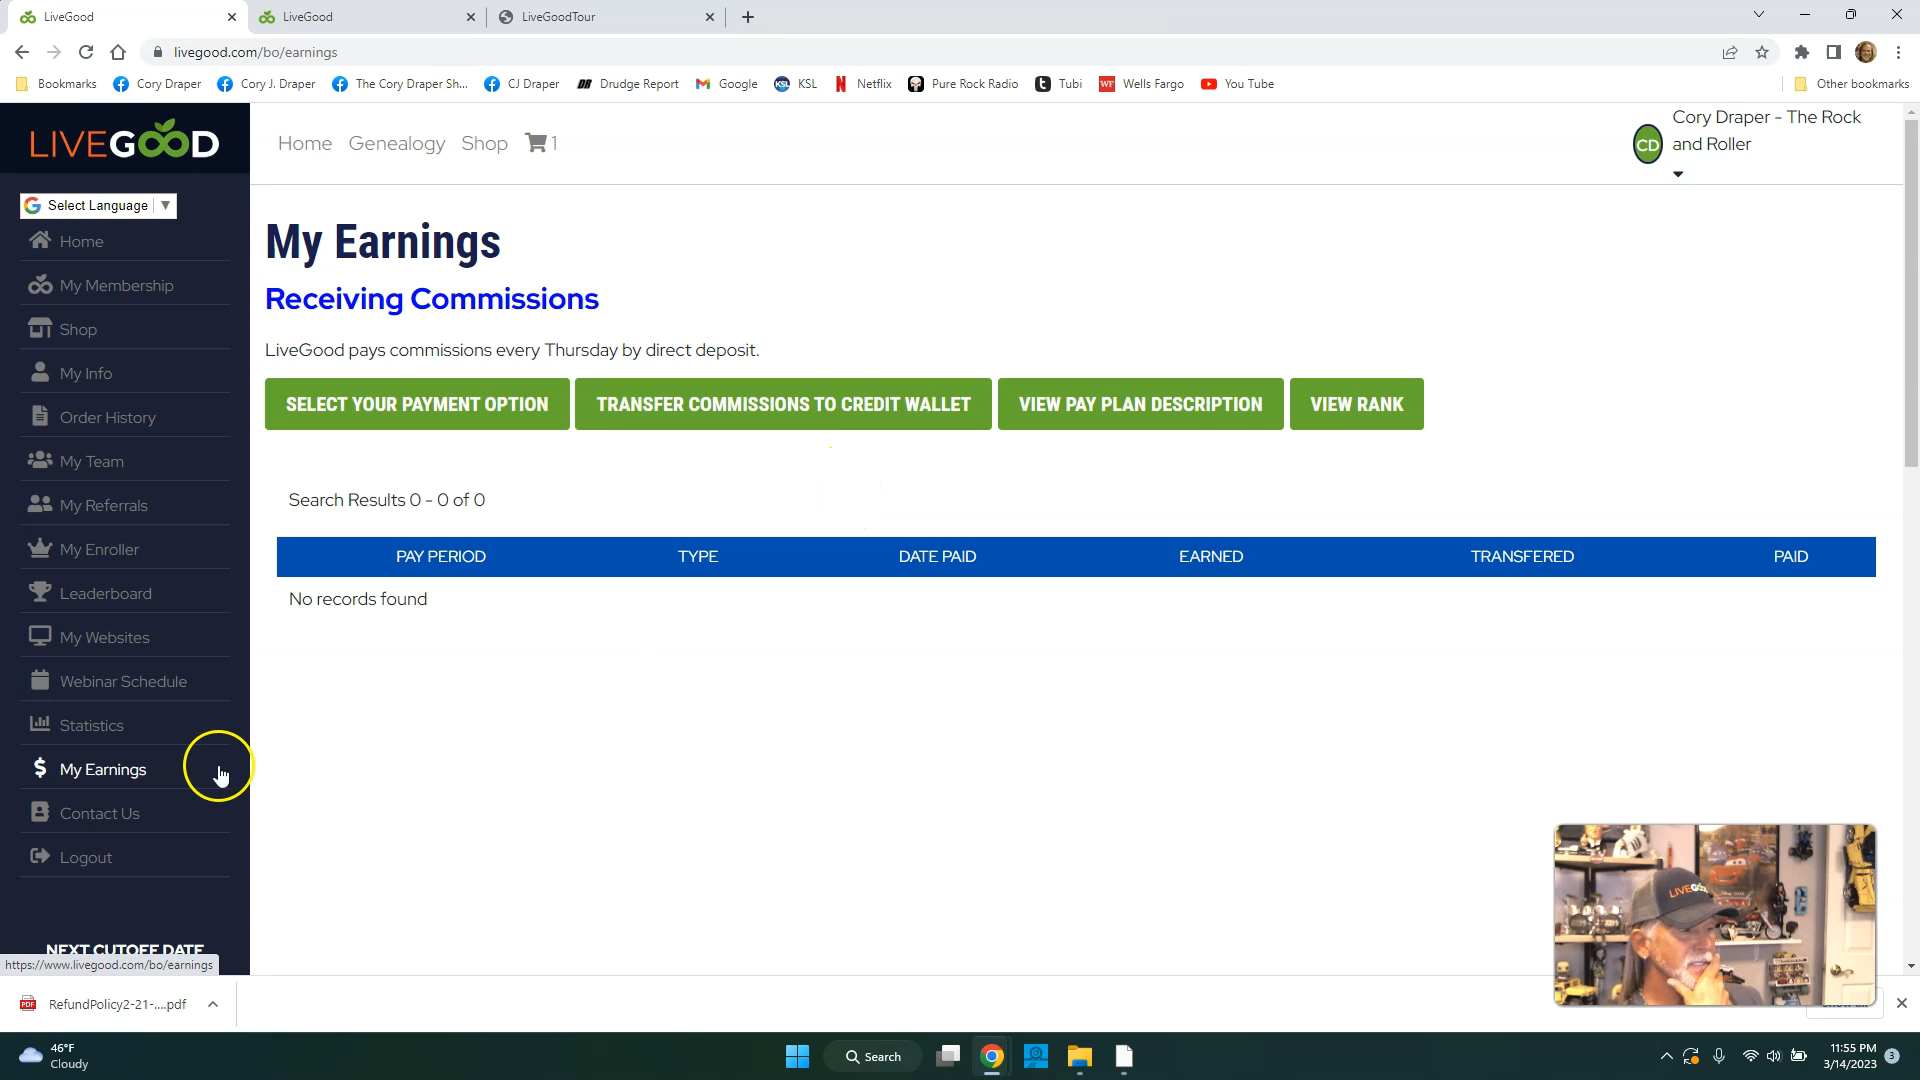 LiveGood
LiveGood
LiveGoodTour
livegood.com/bo/earnings
Bookmarks
Cory Draper
Cory J. Draper
The Cory Draper Sh...
CJ Draper
Drudge Report
Google
KSL
Netflix
Pure Rock Radio
Tubi
Wells Fargo
You Tube
Other bookmarks
LIVEGOOD
Home
Genealogy
Shop
1
CD
Cory Draper - The Rock
and Roller
Select Language
Home
My Membership
Shop
My Info
Order History
My Team
My Referrals
My Enroller
Leaderboard
My Websites
Webinar Schedule
Statistics
My Earnings
Contact Us
Logout
NEXT CUTOFF DATE
https://www.livegood.com/bo/earnings
My Earnings
Receiving Commissions
LiveGood pays commissions every Thursday by direct deposit.
SELECT YOUR PAYMENT OPTION
TRANSFER COMMISSIONS TO CREDIT WALLET
VIEW PAY PLAN DESCRIPTION
VIEW RANK
Search Results 0 - 0 of 0
PAY PERIOD TYPE DATE PAID EARNED TRANSFERED PAID
No records found
RefundPolicy2-21-....pdf
46°F
Cloudy
Search
11:55 PM
3/14/2023
3